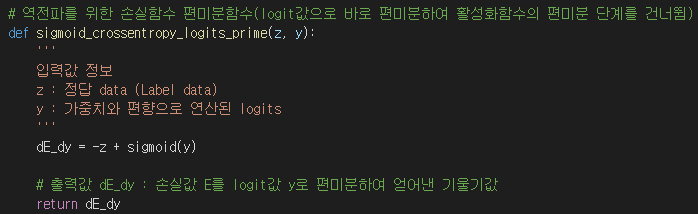 # 역전파를 위한 손실함수 편미분함수(logit값으로 바로 편미분하여 활성화함수의 편미분 단계를 건너뜀)
def sigmoid_crossentropy_logits_prime(z, y):
    '''
    입력값 정보
    z : 정답 data (Label data)
    y : 가중치와 편향으로 연산된 logits
    '''
    dE_dy = -z + sigmoid(y)
    # 출력값 dE_dy : 손실값 E를 logit값 y로 편미분하여 얻어낸 기울기값
    return dE_dy